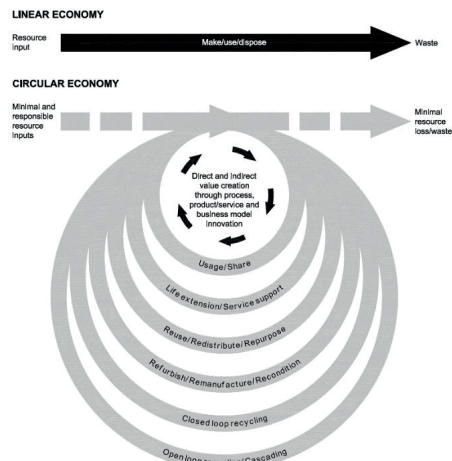 LINEAR ECONOMY
Resource
input
Make/use/dispose
Waste
CIRCULAR ECONOMY
Minimal and
responsible
resource
inputs
Minimal
resource
loss/waste
Direct and Indirect
value creation
through process,
product/service and
business model
innovation
Usage/Share
Life extension/Service support
Reuse/Redistribute/Repurpose
Refurbish/Remanufacture/Recondition
Closed loop recycling
Open loop /Cascading